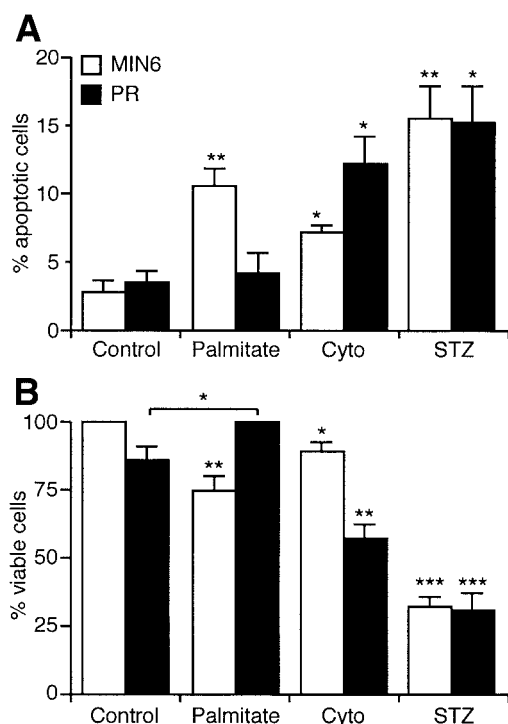 A
20
15
10
5
0
% apoptotic cells
MIN6
PR
**
*
*
**
*
Control Palmitate Cyto STZ
B
100
75
50
25
0
% viable cells
*
**
*
**
***
***
Control Palmitate Cyto STZ